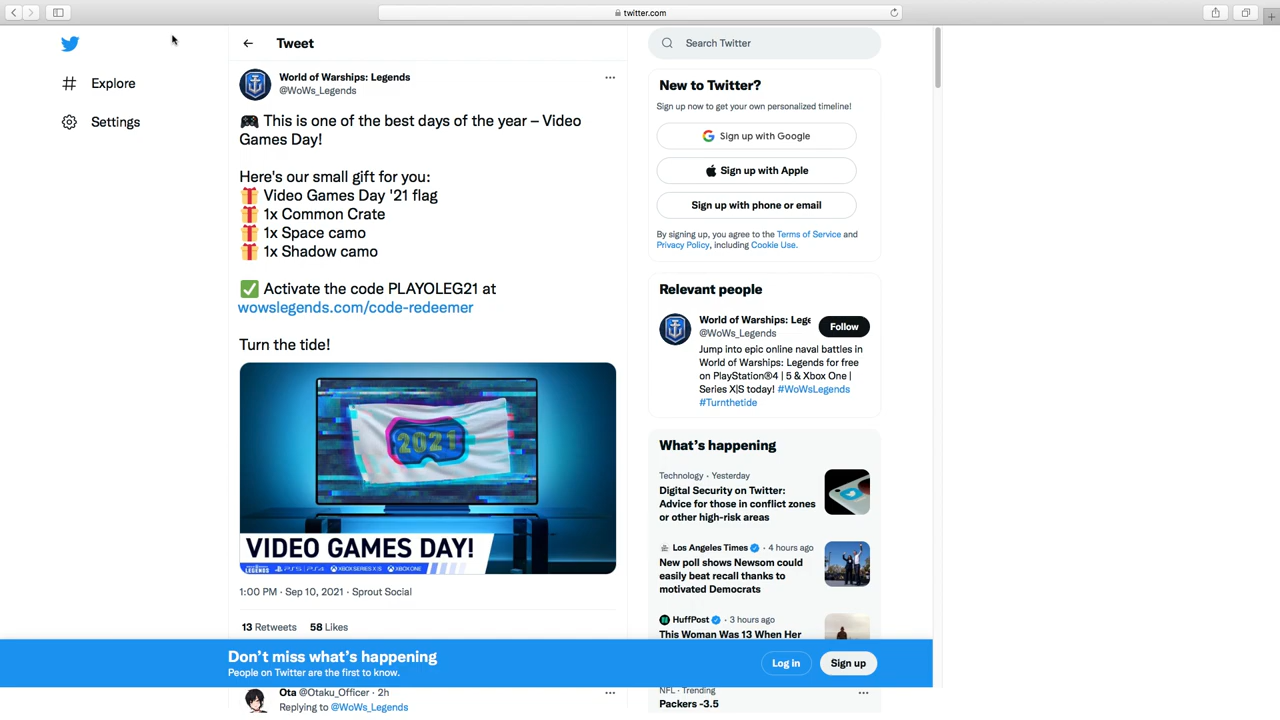 twitter.com
Explore
Settings
Tweet
World of Warships: Legends
@WoWs_Legends
🎮 This is one of the best days of the year – Video
Games Day!
Here's our small gift for you:
🎁 Video Games Day '21 flag
🎁 1x Common Crate
🎁 1x Space camo
🎁 1x Shadow camo
✅ Activate the code PLAYOLEG21 at
wowslegends.com/code-redeemer
Turn the tide!
2021
VIDEO GAMES DAY!
LEGENDS PS5 | PS4 XBOX SERIES X|S XBOX ONE
1:00 PM · Sep 10, 2021 · Sprout Social
13 Retweets 58 Likes
Search Twitter
New to Twitter?
Sign up now to get your own personalized timeline!
Sign up with Google
Sign up with Apple
Sign up with phone or email
By signing up, you agree to the Terms of Service and
Privacy Policy, including Cookie Use.
Relevant people
World of Warships: Lege
@WoWs_Legends
Follow
Jump into epic online naval battles in
World of Warships: Legends for free
on PlayStation®4 | 5 & Xbox One |
Series X|S today! #WoWsLegends
#Turnthetide
What's happening
Technology · Yesterday
Digital Security on Twitter:
Advice for those in conflict zones
or other high-risk areas
Los Angeles Times · 4 hours ago
New poll shows Newsom could
easily beat recall thanks to
motivated Democrats
HuffPost · 3 hours ago
This Woman Was 13 When Her
Don't miss what's happening
People on Twitter are the first to know.
Log in
Sign up
Ota @Otaku_Officer · 2h
Replying to @WoWs_Legends
NFL · Trending
Packers -3.5